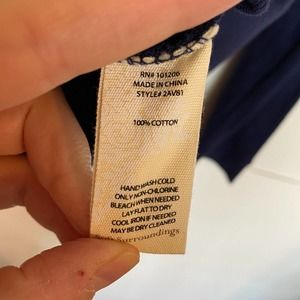 RN# 101206
MADE IN CHINA
STYLE# 2AV81
100% COTTON
HAND WASH COLD
ONLY NON-CHLORINE
BLEACH WHEN NEEDED
LAY FLAT TO DRY
COOL IRON IF NEEDED
MAY BE DRY CLEANED
Surroundings